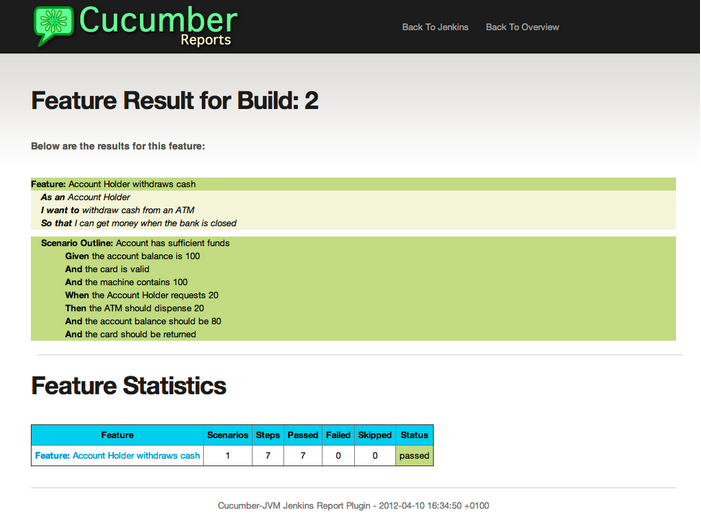 Cucumber
Reports
Back To Jenkins Back To Overview
Feature Result for Build: 2
Below are the results for this feature:
Feature: Account Holder withdraws cash
As an Account Holder
I want to withdraw cash from an ATM
So that I can get money when the bank is closed
Scenario Outline: Account has sufficient funds
Given the account balance is 100
And the card is valid
And the machine contains 100
When the Account Holder requests 20
Then the ATM should dispense 20
And the account balance should be 80
And the card should be returned
Feature Statistics
Feature Scenarios Steps Passed Failed Skipped Status
Feature: Account Holder withdraws cash 1 7 7 0 0 passed
Cucumber-JVM Jenkins Report Plugin - 2012-04-10 16:34:50 +0100